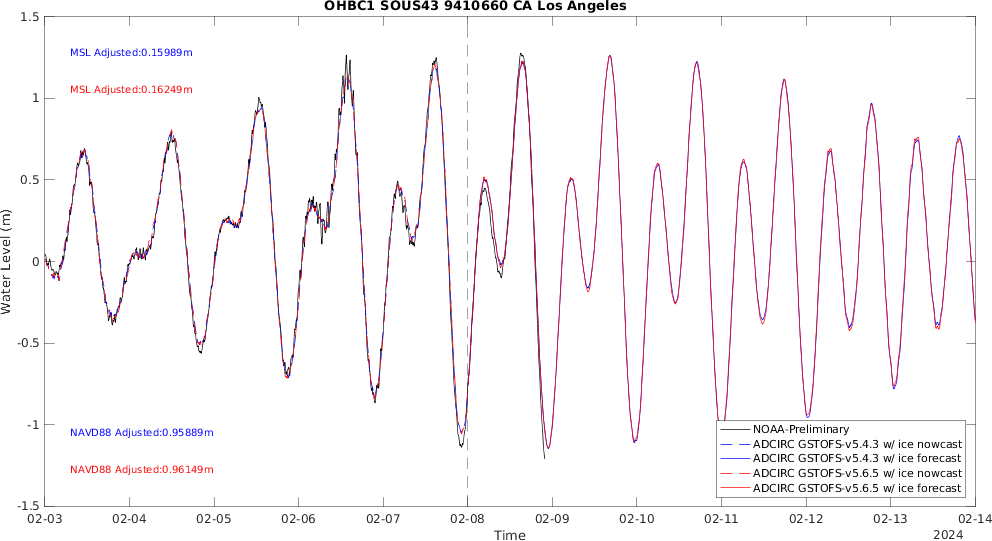 OHBC1 SOUS43 9410660 CA Los Angeles
1.5
MSL Adjusted:0.15989m
MSL Adjusted:0.16249m
1
0.5
0
-0.5
-1
-1.5
Water Level (m)
NAVD88 Adjusted:0.95889m
NAVD88 Adjusted:0.96149m
NOAA-Preliminary
ADCIRC GSTOFS-v5.4.3 w/ ice nowcast
ADCIRC GSTOFS-v5.4.3 w/ ice forecast
ADCIRC GSTOFS-v5.6.5 w/ ice nowcast
ADCIRC GSTOFS-v5.6.5 w/ ice forecast
02-03 02-04 02-05 02-06 02-07 02-08 02-09 02-10 02-11 02-12 02-13 02-14
Time
2024